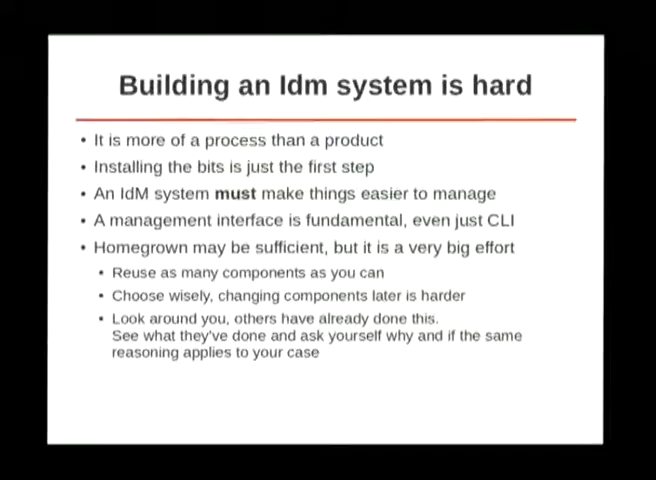 Building an Idm system is hard
• It is more of a process than a product
• Installing the bits is just the first step
• An IdM system must make things easier to manage
• A management interface is fundamental, even just CLI
• Homegrown may be sufficient, but it is a very big effort
• Reuse as many components as you can
• Choose wisely, changing components later is harder
• Look around you, others have already done this.
See what they've done and ask yourself why and if the same
reasoning applies to your case